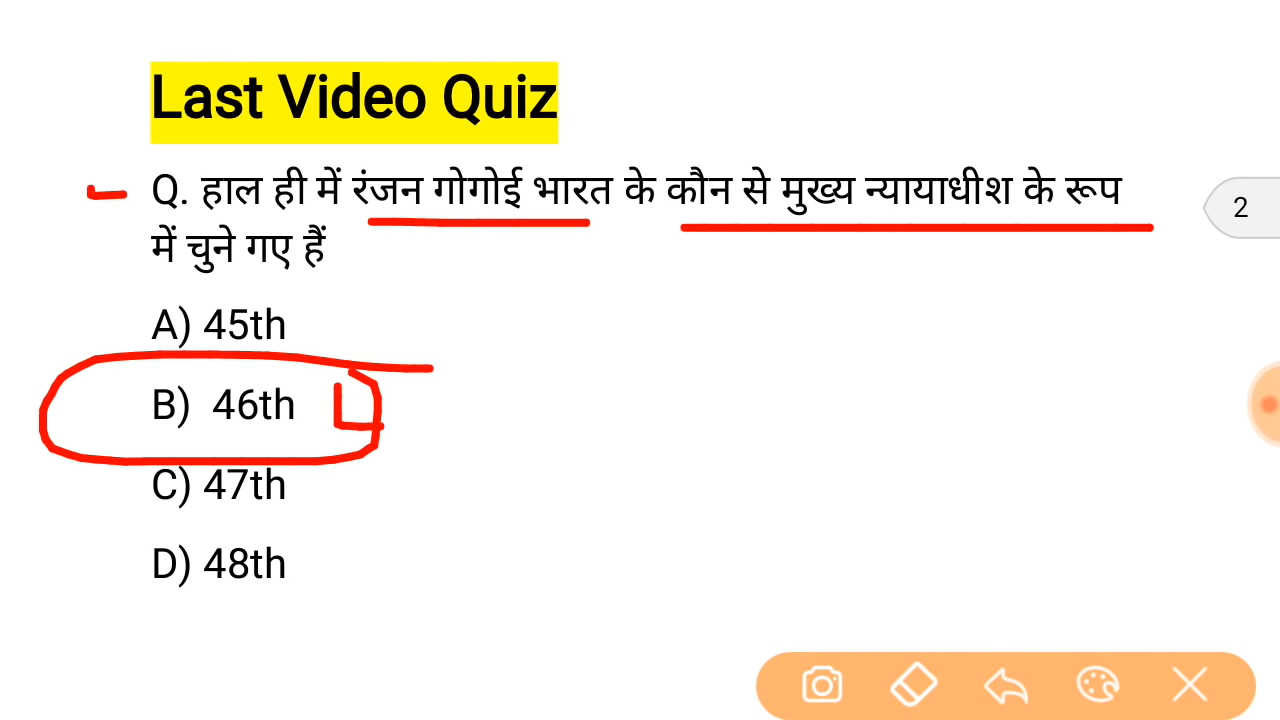 Last Video Quiz
Q. हाल ही में रंजन गोगोई भारत के कौन से मुख्य न्यायाधीश के रूप
में चुने गए हैं
2
A) 45th
B) 46th
C) 47th
D) 48th